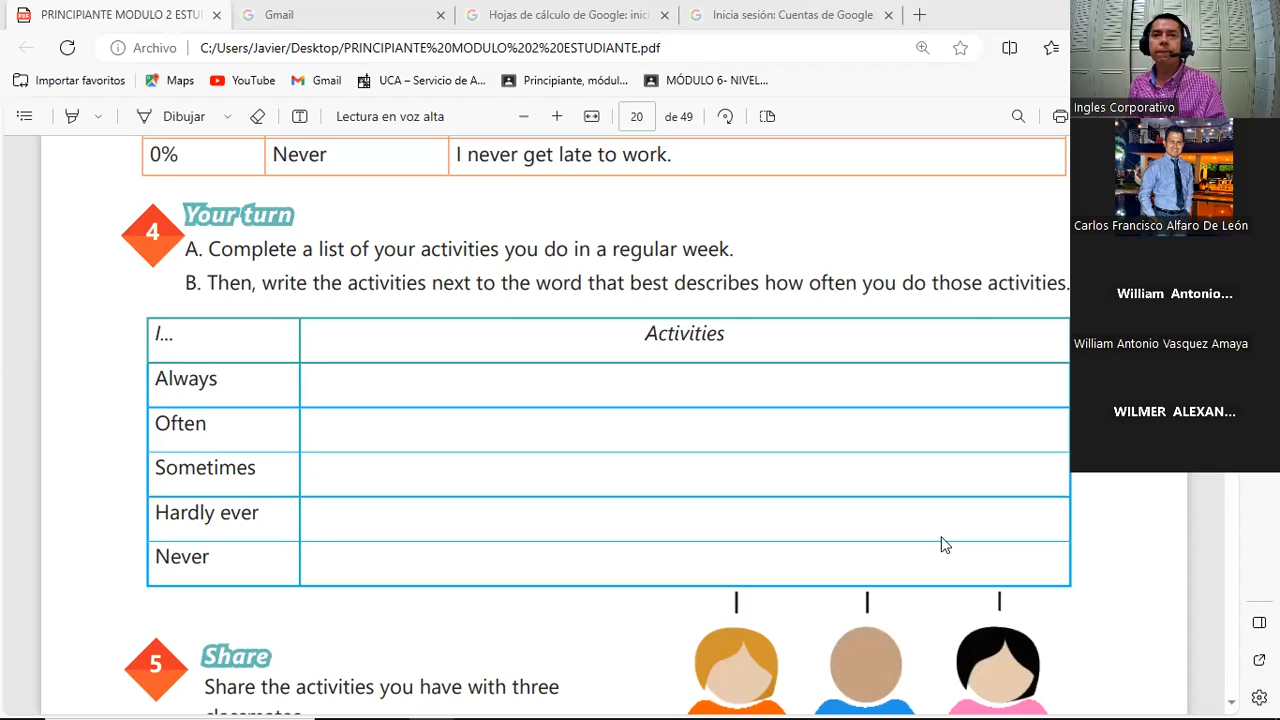 PRINCIPIANTE MODULO 2 ESTUD
Gmail
Hojas de cálculo de Google: inic
Inicia sesión: Cuentas de Google
Archivo
C:/Users/Javier/Desktop/PRINCIPIANTE%20MODULO%202%20ESTUDIANTE.pdf
Importar favoritos
Maps
YouTube
Gmail
UCA – Servicio de A...
Principiante, módul...
MÓDULO 6- NIVEL...
Dibujar
Lectura en voz alta
20
de 49
0%
Never
I never get late to work.
4
Your turn
A. Complete a list of your activities you do in a regular week.
B. Then, write the activities next to the word that best describes how often you do those activities.
I...
Activities
Always
Often
Sometimes
Hardly ever
Never
5
Share
Share the activities you have with three
classmates
Ingles Corporativo
Carlos Francisco Alfaro De León
William Antonio...
William Antonio Vasquez Amaya
WILMER ALEXAN...